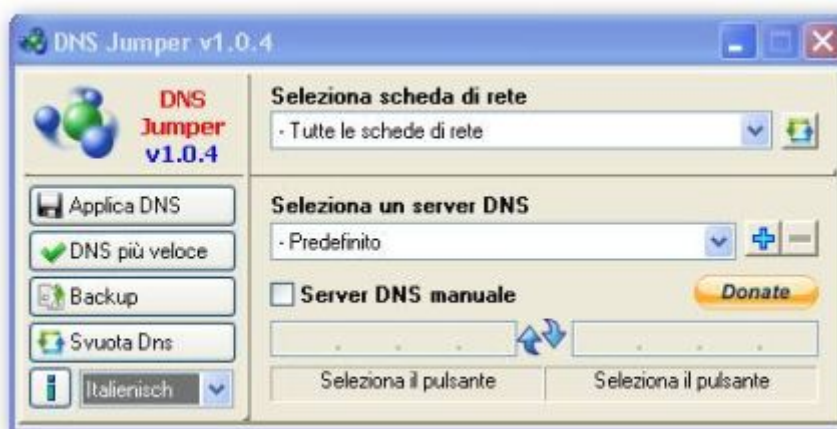 DNS Jumper v1.0.4
DNS
Jumper
v1.0.4
Seleziona scheda di rete
- Tutte le schede di rete
Applica DNS
DNS più veloce
Backup
Svuota Dns
Italienisch
Seleziona un server DNS
- Predefinito
Server DNS manuale
Donate
Seleziona il pulsante
Seleziona il pulsante